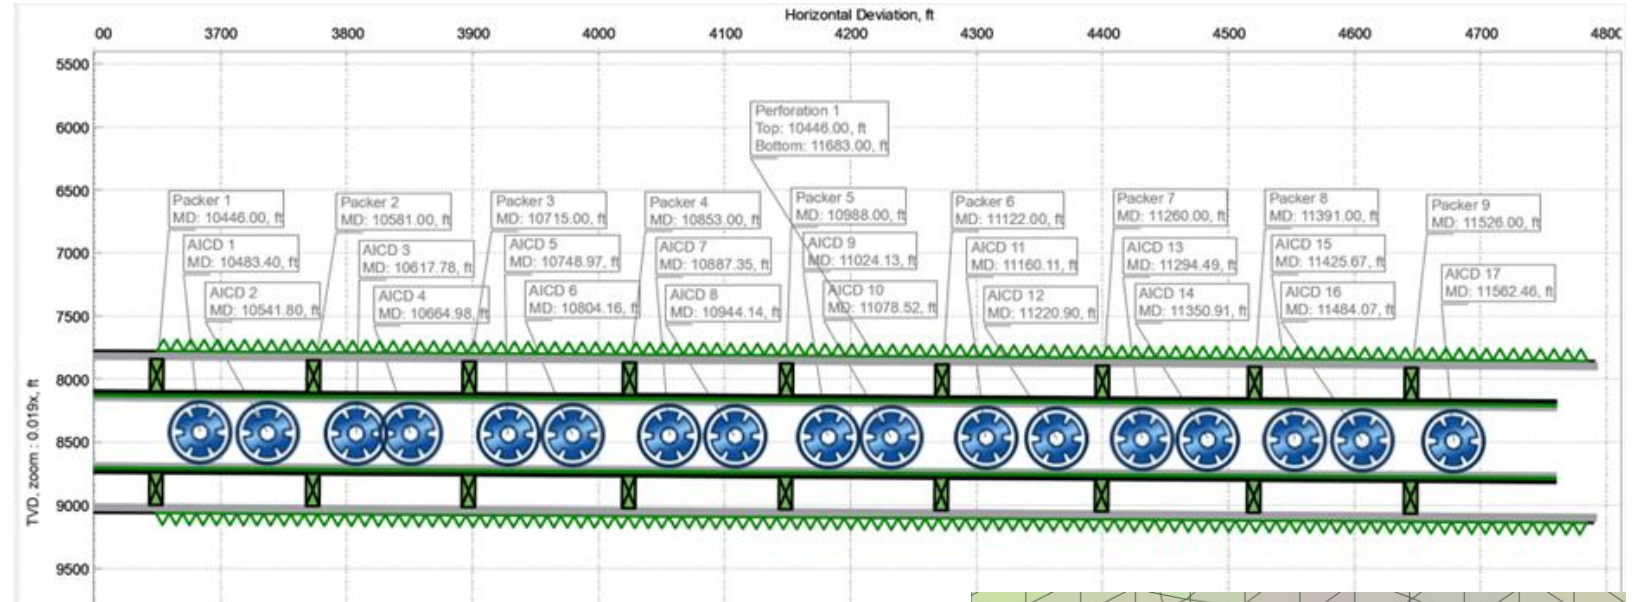 Horizontal Deviation, ft
00 3700 3800 3900 4000 4100 4200 4300 4400 4500 4600 4700 480
5500
6000
6500
7000
7500
8000
8500
9000
9500
TVD, zoom : 0.019x, ft
Perforation 1
Top: 10446.00, ft
Bottom: 11683.00, ft
Packer 1
MD: 10446.00, ft
AICD 1
MD: 10483.40, ft
AICD 2
MD: 10541.80, ft
Packer 2
MD: 10581.00, ft
AICD 3
MD: 10617.78, ft
AICD 4
MD: 10664.98, ft
Packer 3
MD: 10715.00, ft
AICD 5
MD: 10748.97, ft
AICD 6
MD: 10804.16, ft
Packer 4
MD: 10853.00, ft
AICD 7
MD: 10887.35, ft
AICD 8
MD: 10944.14, ft
Packer 5
MD: 10988.00, ft
AICD 9
MD: 11024.13, ft
AICD 10
MD: 11078.52, ft
Packer 6
MD: 11122.00, ft
AICD 11
MD: 11160.11, ft
AICD 12
MD: 11220.90, ft
Packer 7
MD: 11260.00, ft
AICD 13
MD: 11294.49, ft
AICD 14
MD: 11350.91, ft
Packer 8
MD: 11391.00, ft
AICD 15
MD: 11425.67, ft
AICD 16
MD: 11484.07, ft
Packer 9
MD: 11526.00, ft
AICD 17
MD: 11562.46, ft